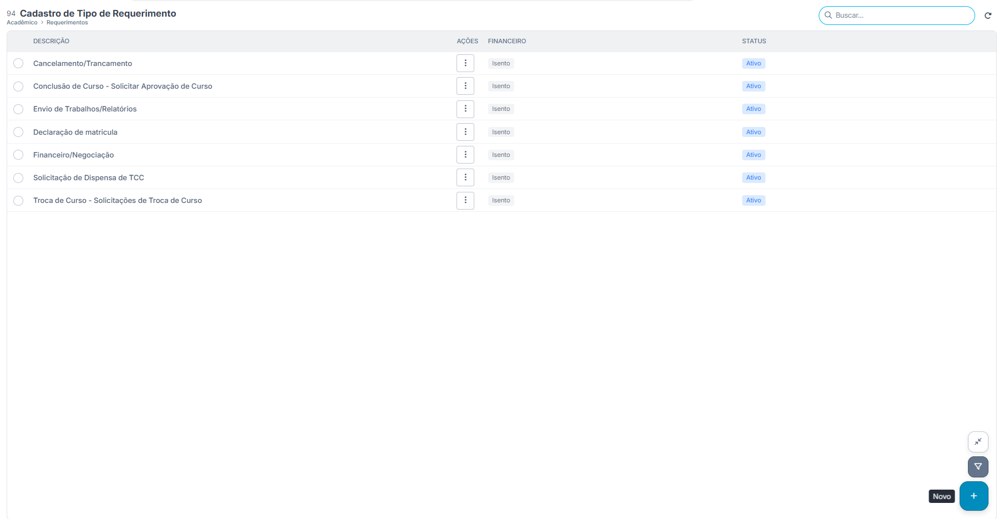 94 Cadastro de Tipo de Requerimento
Acadêmico > Requerimentos
Buscar...
DESCRIÇÃO AÇÕES FINANCEIRO STATUS
Cancelamento/Trancamento Isento Ativo
Conclusão de Curso - Solicitar Aprovação de Curso Isento Ativo
Envio de Trabalhos/Relatórios Isento Ativo
Declaração de matricula Isento Ativo
Financeiro/Negociação Isento Ativo
Solicitação de Dispensa de TCC Isento Ativo
Troca de Curso - Solicitações de Troca de Curso Isento Ativo
Novo